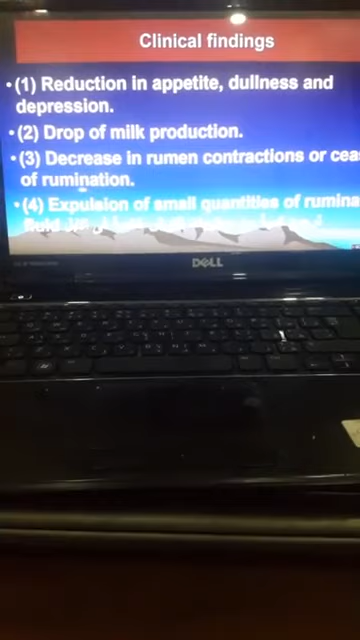 Clinical findings
• (1) Reduction in appetite, dullness and
depression.
• (2) Drop of milk production.
• (3) Decrease in rumen contractions or cea
of rumination.
• (4) Expulsion of small quantities of rumina
DELL